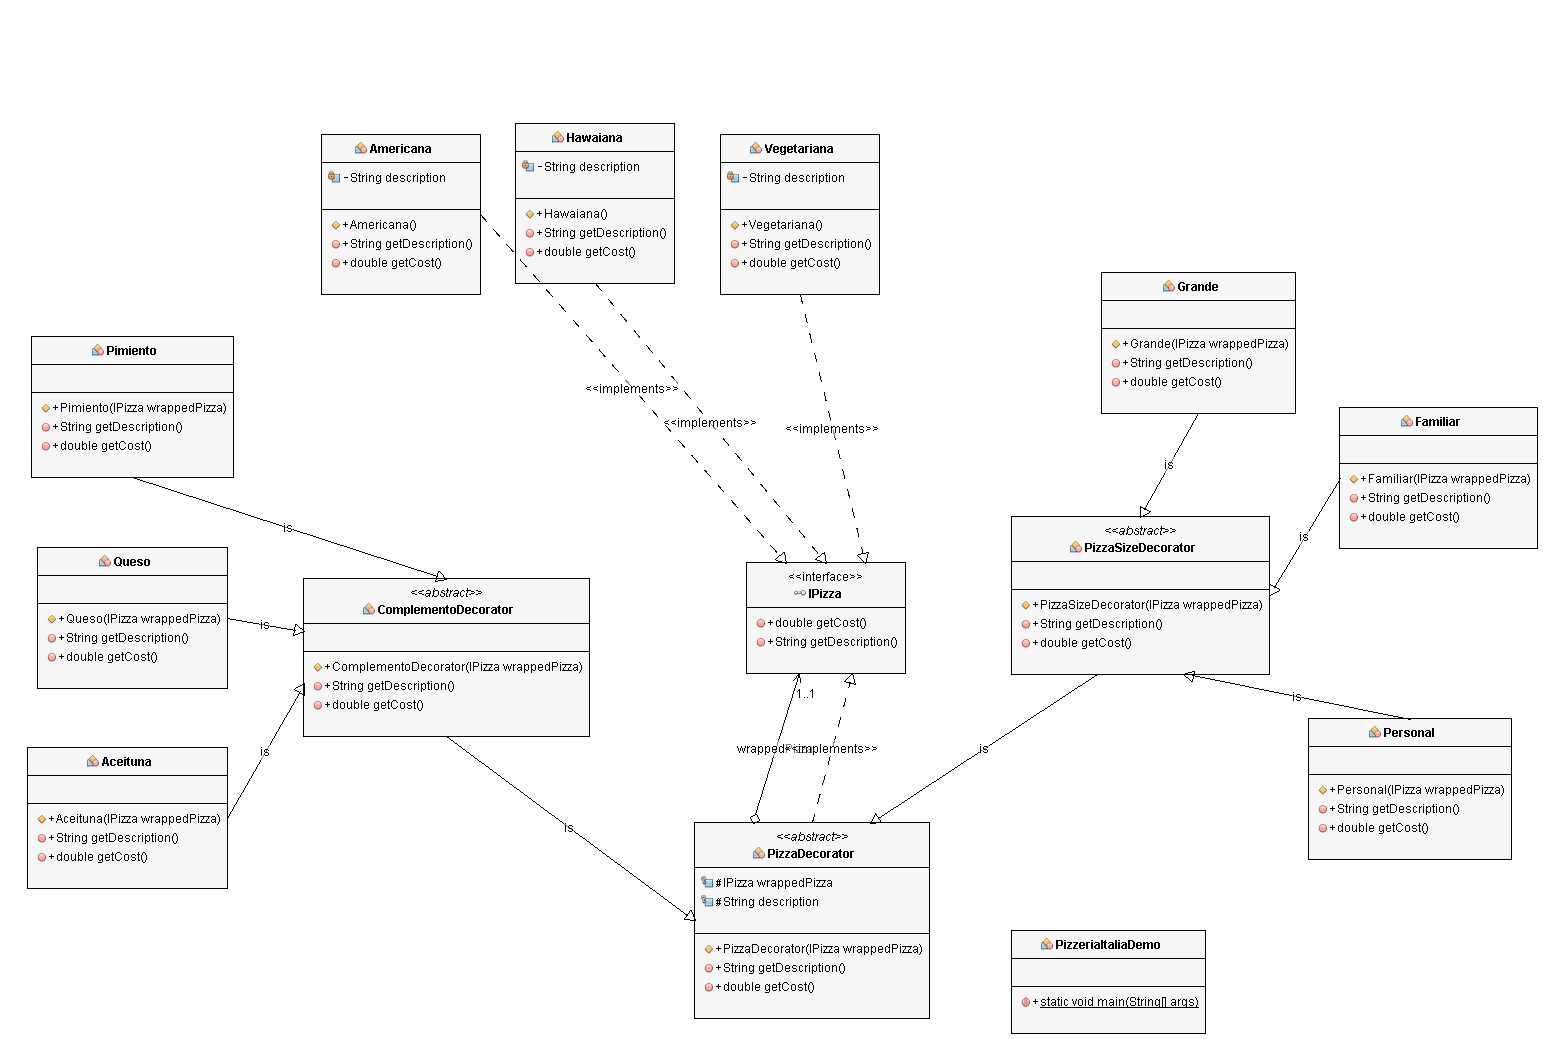 Americana
- String description
+ Americana()
+ String getDescription()
+ double getCost()
Hawaiana
- String description
+ Hawaiana()
+ String getDescription()
+ double getCost()
Vegetariana
- String description
+ Vegetariana()
+ String getDescription()
+ double getCost()
Grande
+ Grande(IPizza wrappedPizza)
+ String getDescription()
+ double getCost()
Pimiento
+ Pimiento(IPizza wrappedPizza)
+ String getDescription()
+ double getCost()
Familiar
+ Familiar(IPizza wrappedPizza)
+ String getDescription()
+ double getCost()
<<implements>>
<<implements>>
<<implements>>
is
is
is
Queso
+ Queso(IPizza wrappedPizza)
+ String getDescription()
+ double getCost()
is
<<abstract>>
ComplementoDecorator
+ ComplementoDecorator(IPizza wrappedPizza)
+ String getDescription()
+ double getCost()
<<interface>>
IPizza
+ double getCost()
+ String getDescription()
<<abstract>>
PizzaSizeDecorator
+ PizzaSizeDecorator(IPizza wrappedPizza)
+ String getDescription()
+ double getCost()
1..1
is
Aceituna
+ Aceituna(IPizza wrappedPizza)
+ String getDescription()
+ double getCost()
is
wrappedPizza
<<implements>>
is
Personal
+ Personal(IPizza wrappedPizza)
+ String getDescription()
+ double getCost()
is
<<abstract>>
PizzaDecorator
# IPizza wrappedPizza
# String description
+ PizzaDecorator(IPizza wrappedPizza)
+ String getDescription()
+ double getCost()
PizzeriaItaliaDemo
+ static void main(String[] args)